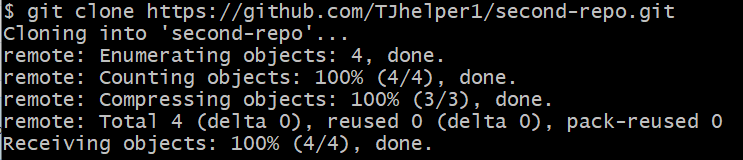 $ git clone https://github.com/TJhelper1/second-repo.git
Cloning into 'second-repo'...
remote: Enumerating objects: 4, done.
remote: Counting objects: 100% (4/4), done.
remote: Compressing objects: 100% (3/3), done.
remote: Total 4 (delta 0), reused 0 (delta 0), pack-reused 0
Receiving objects: 100% (4/4), done.